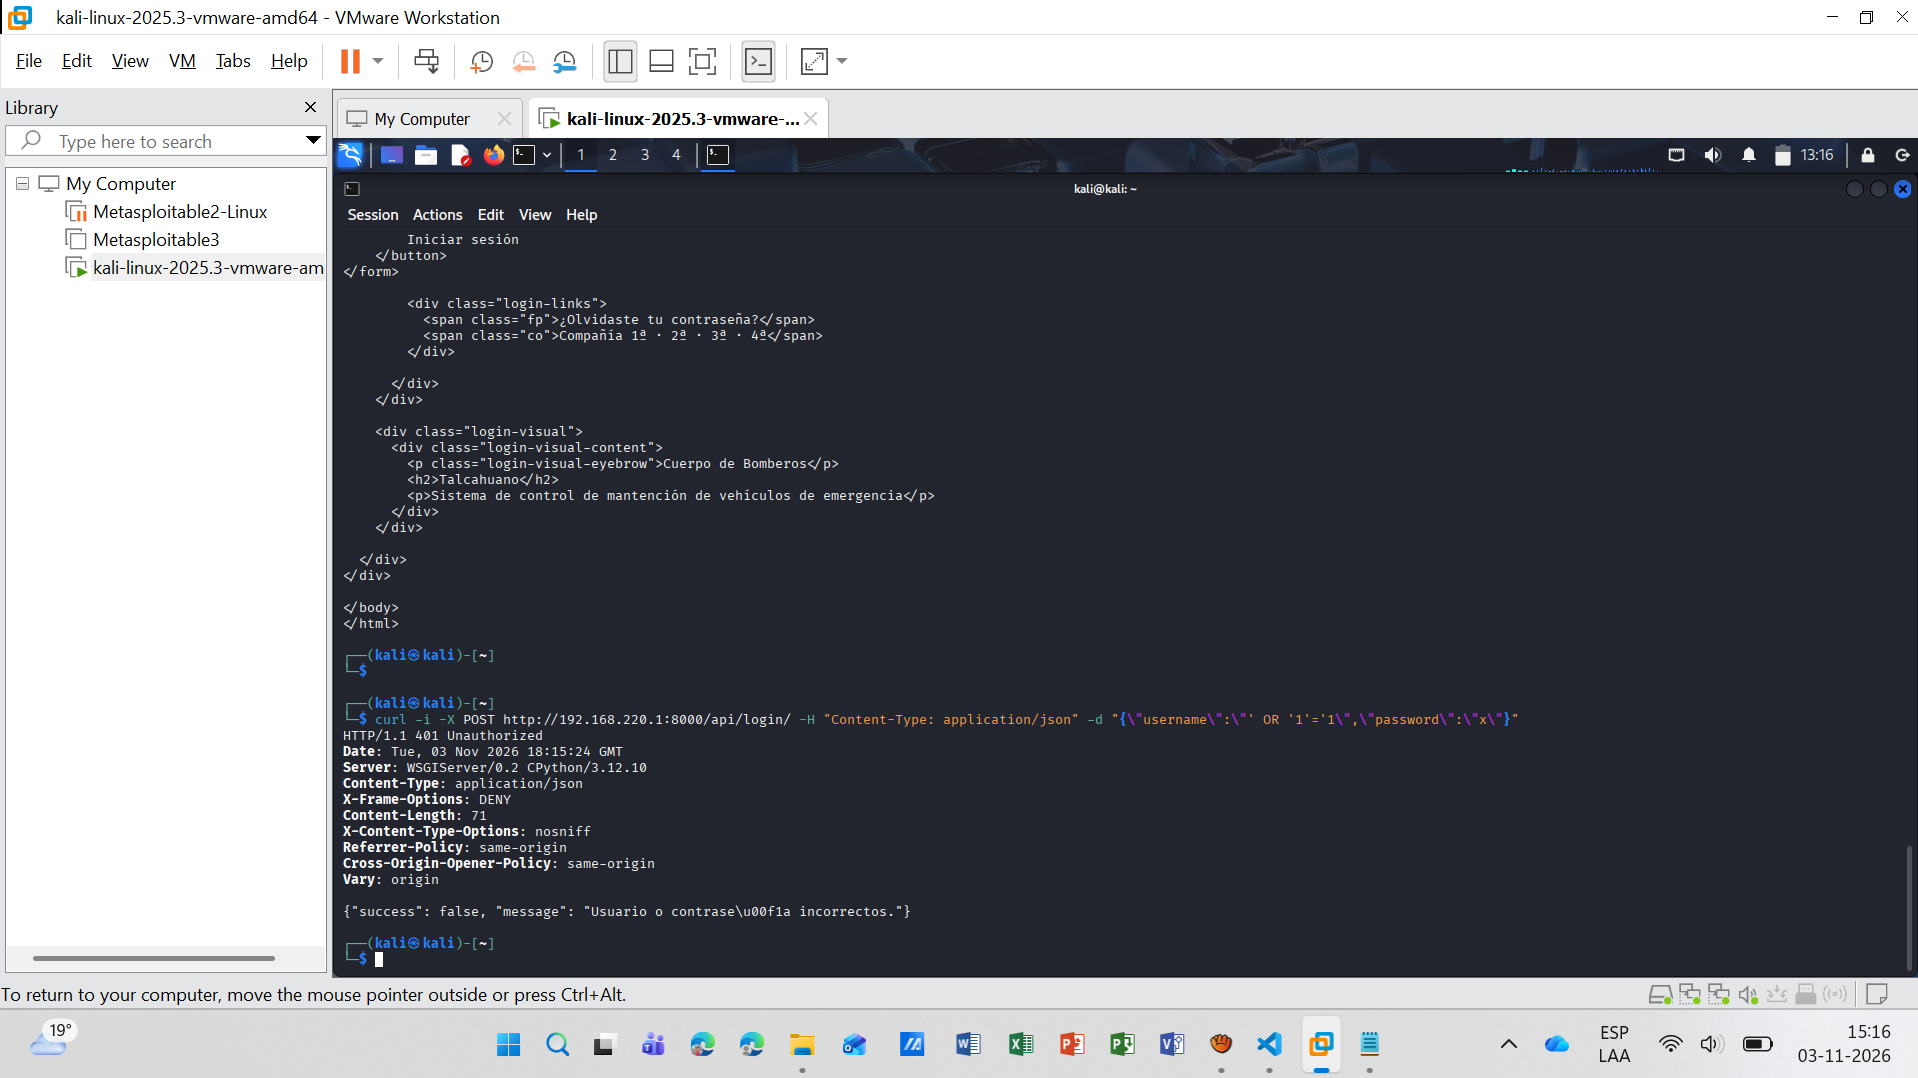 kali-linux-2025.3-vmware-amd64 - VMware Workstation
File Edit View VM Tabs Help
Library
Type here to search
My Computer
Metasploitable2-Linux
Metasploitable3
kali-linux-2025.3-vmware-am
My Computer
kali-linux-2025.3-vmware-...
1 2 3 4
13:16
kali@kali: ~
Session Actions Edit View Help
        Iniciar sesión
    </button>
</form>
        <div class="login-links">
          <span class="fp">¿Olvidaste tu contraseña?</span>
          <span class="co">Compañía 1ª · 2ª · 3ª · 4ª</span>
        </div>
      </div>
    </div>
    <div class="login-visual">
      <div class="login-visual-content">
        <p class="login-visual-eyebrow">Cuerpo de Bomberos</p>
        <h2>Talcahuano</h2>
        <p>Sistema de control de mantención de vehículos de emergencia</p>
      </div>
    </div>
  </div>
</div>
</body>
</html>
┌──(kali㉿kali)-[~]
└─$
┌──(kali㉿kali)-[~]
└─$ curl -i -X POST http://192.168.220.1:8000/api/login/ -H "Content-Type: application/json" -d "{\"username\":\"' OR '1'='1\",\"password\":\"x\"}"
HTTP/1.1 401 Unauthorized
Date: Tue, 03 Nov 2026 18:15:24 GMT
Server: WSGIServer/0.2 CPython/3.12.10
Content-Type: application/json
X-Frame-Options: DENY
Content-Length: 71
X-Content-Type-Options: nosniff
Referrer-Policy: same-origin
Cross-Origin-Opener-Policy: same-origin
Vary: origin
{"success": false, "message": "Usuario o contrase\u00f1a incorrectos."}
┌──(kali㉿kali)-[~]
└─$
To return to your computer, move the mouse pointer outside or press Ctrl+Alt.
19°
ESP
LAA
15:16
03-11-2026